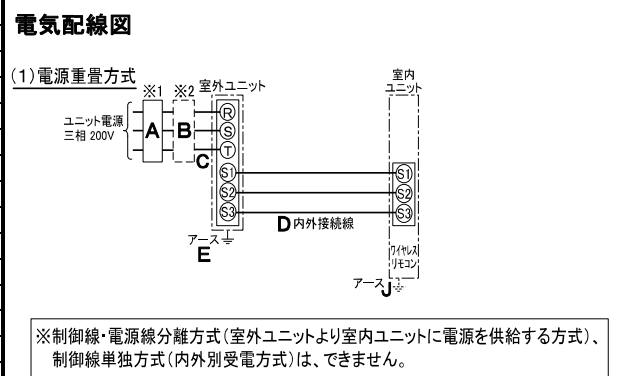 電気配線図
(1)電源重畳方式
※1 ※2 室外ユニット
室内
ユニット
ユニット電源
三相 200V
A
B
C
R
S
T
S1
S2
S3
S1
S2
S3
D 内外接続線
アース
E
ワイヤレス
リモコン
アース J
※制御線・電源線分離方式(室外ユニットより室内ユニットに電源を供給する方式)、
制御線単独方式(内外別受電方式)は、できません。